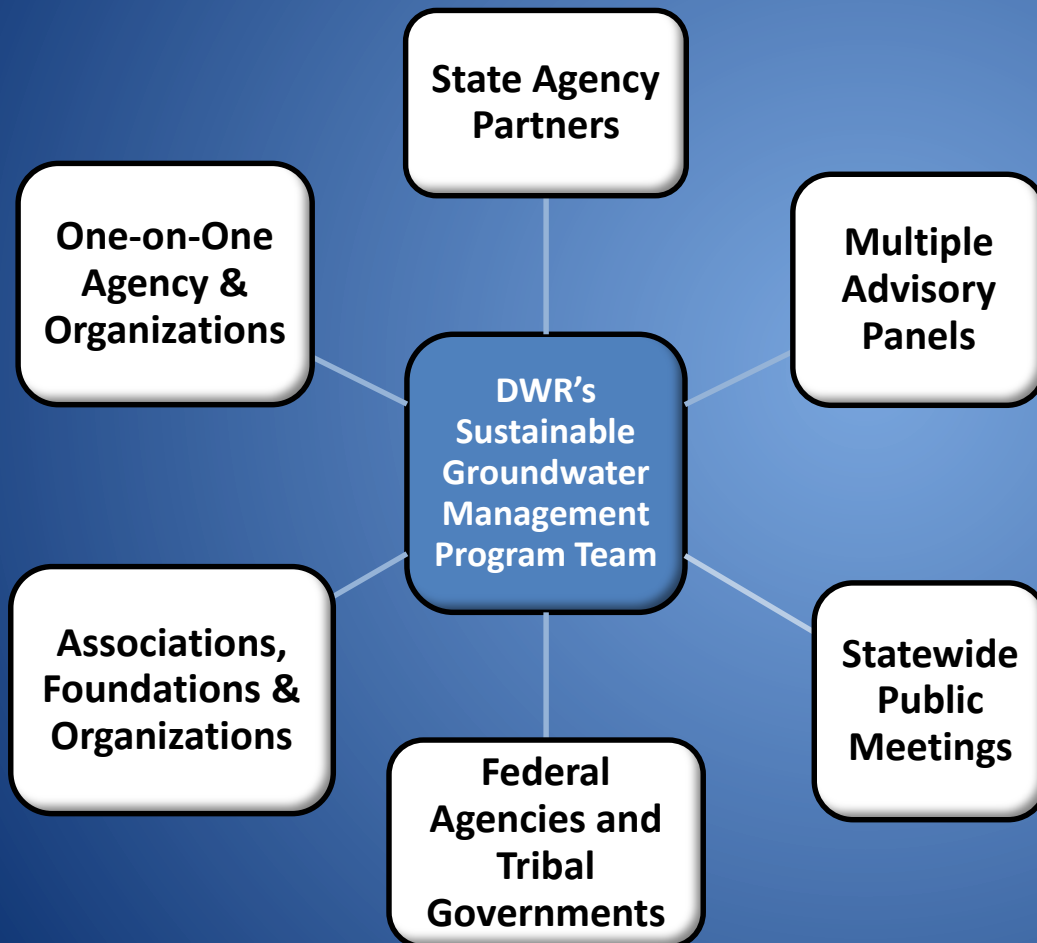 State Agency
Partners
One-on-One
Agency &
Organizations
Multiple
Advisory
Panels
DWR’s
Sustainable
Groundwater
Management
Program Team
Associations,
Foundations &
Organizations
Statewide
Public
Meetings
Federal
Agencies and
Tribal
Governments